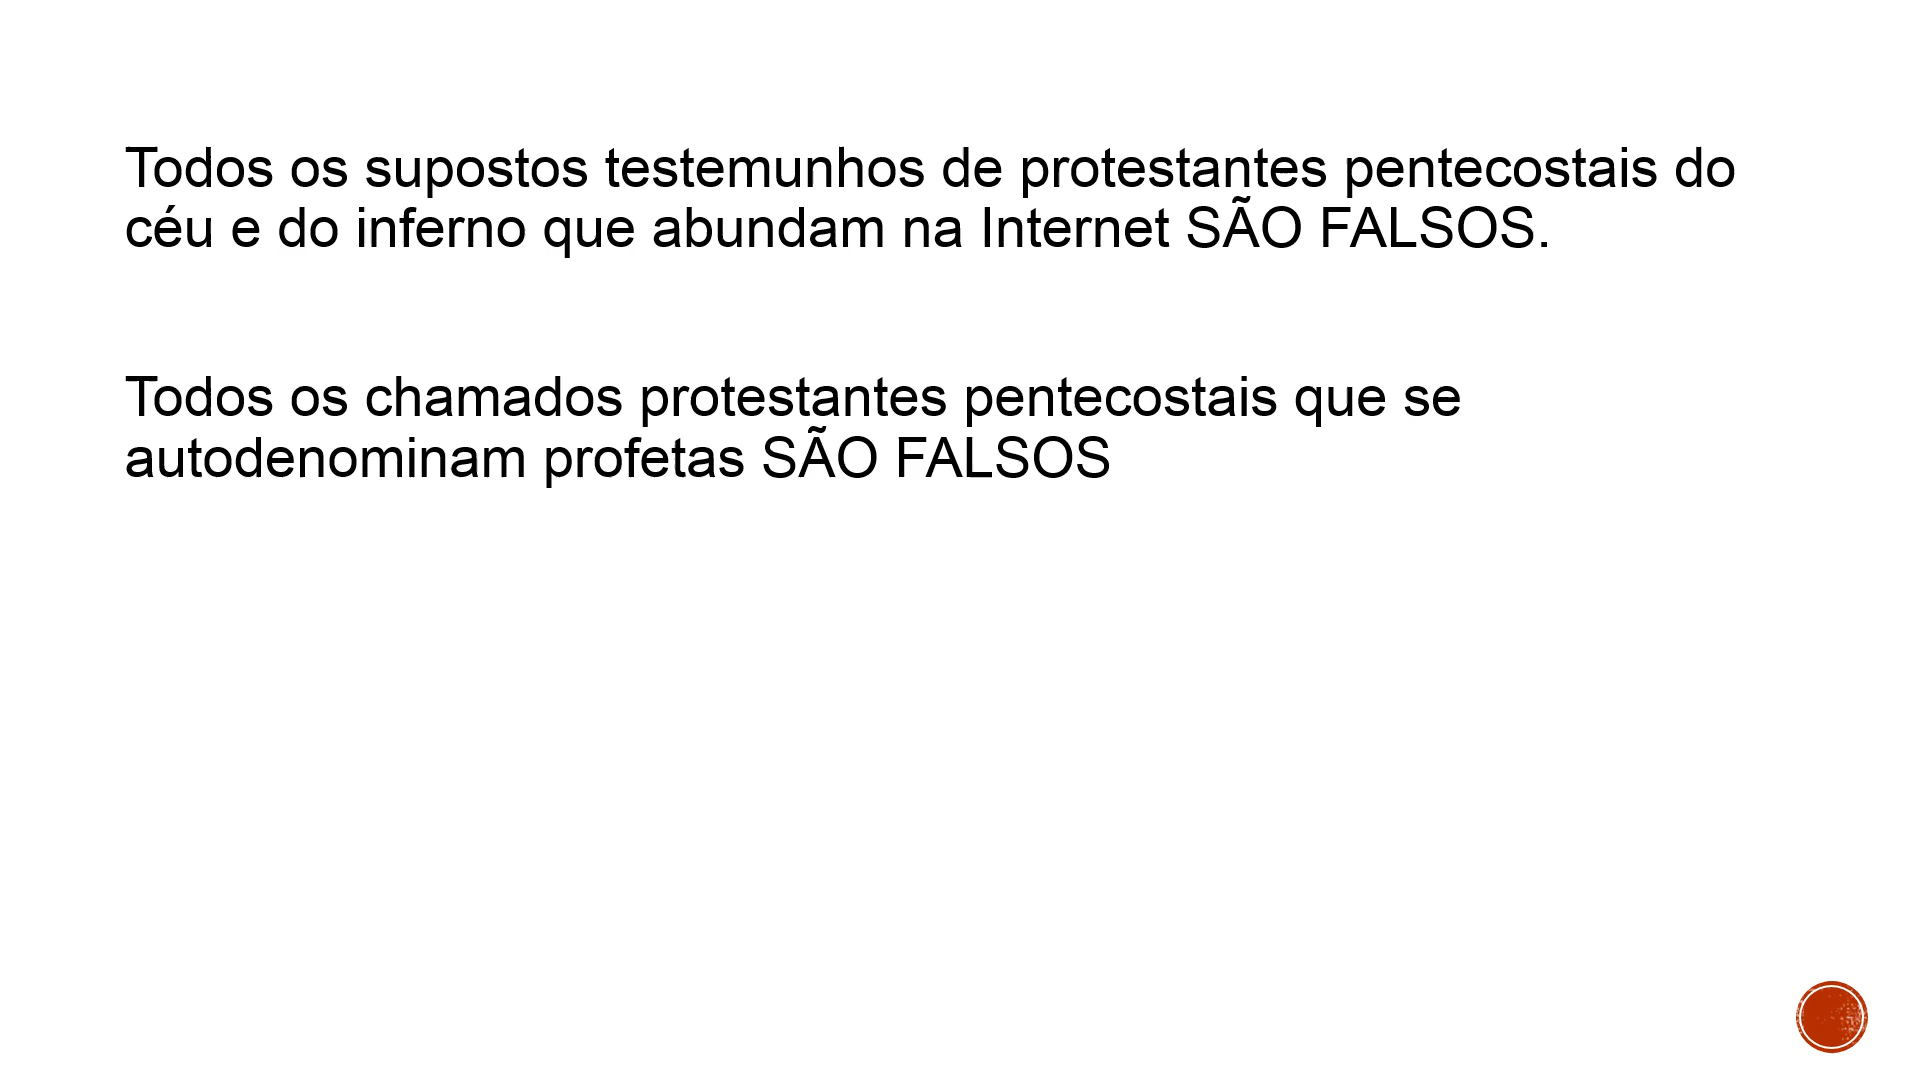 Todos os supostos testemunhos de protestantes pentecostais do
céu e do inferno que abundam na Internet SÃO FALSOS.
Todos os chamados protestantes pentecostais que se
autodenominam profetas SÃO FALSOS